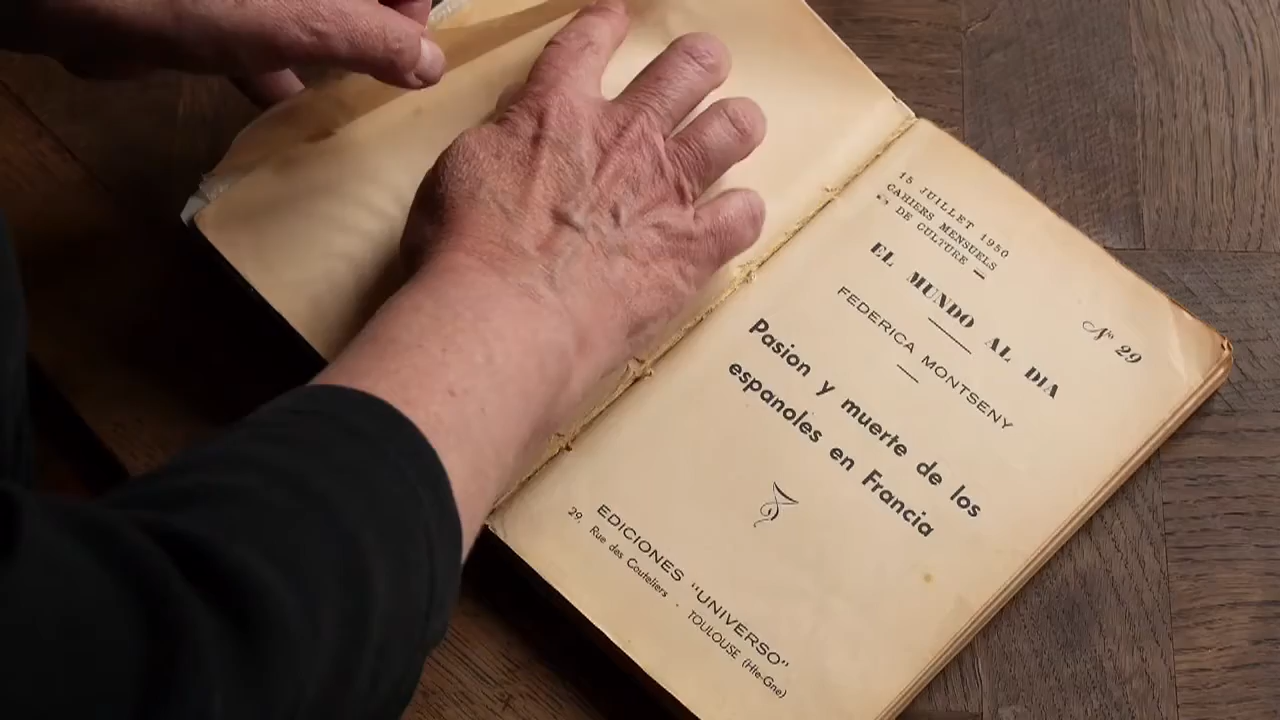 15 JUILLET 1950
CAHIERS MENSUELS
DE CULTURE
Nº 29
EL MUNDO AL DIA
FEDERICA MONTSENY
Pasion y muerte de los
espanoles en Francia
EDICIONES "UNIVERSO"
29, Rue des Couteliers - TOULOUSE (Hte-Gne)